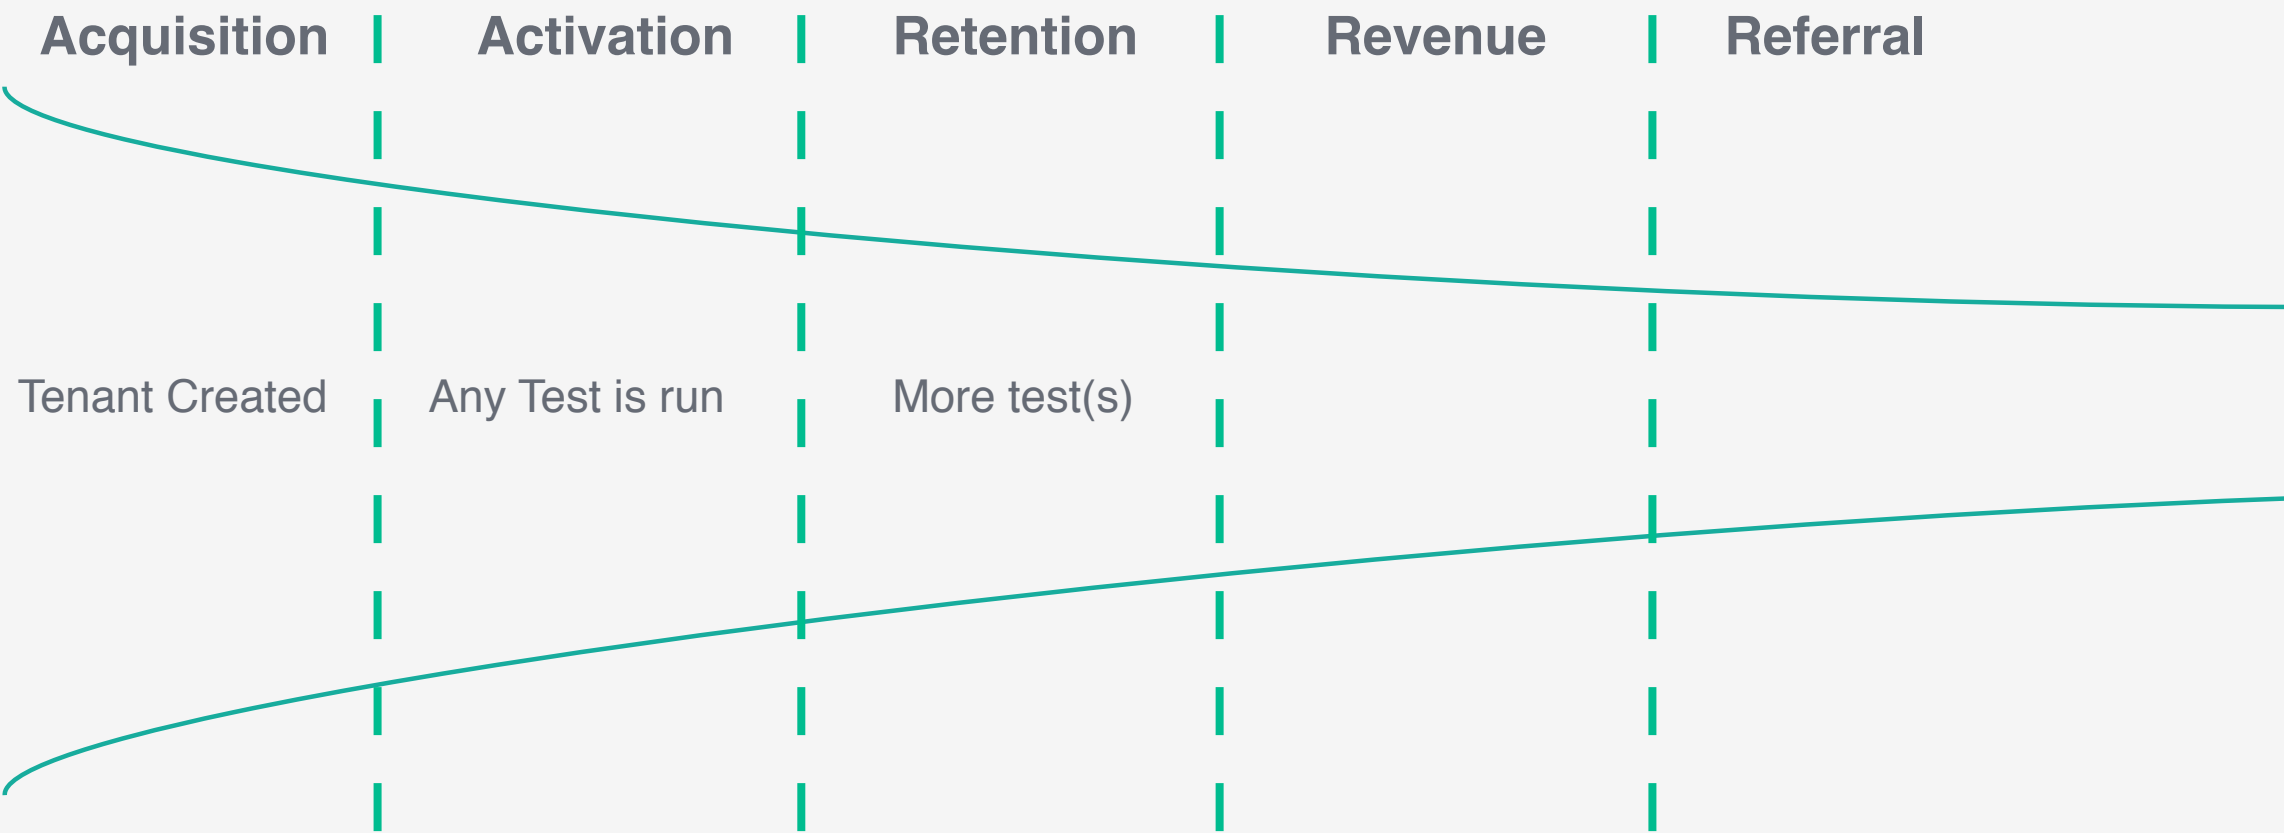 Acquisition
Activation
Retention
Revenue
Referral
Tenant Created
Any Test is run
More test(s)